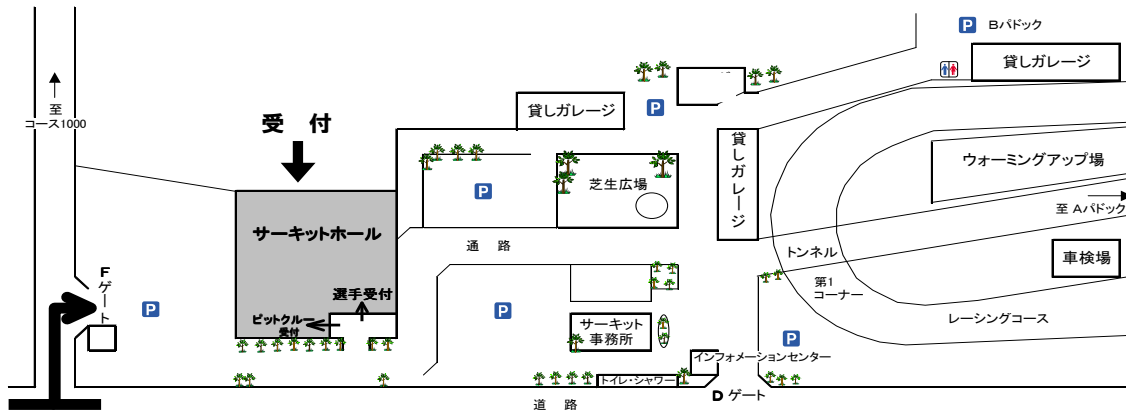 P Bパドック
貸しガレージ
至
コース1000
受 付
貸しガレージ
P
貸しガレージ
ウォーミングアップ場
P
芝生広場
サーキットホール
至 Aパドック
通 路
トンネル
車検場
Fゲート
P
選手受付
ピットクルー
受付
P
サーキット
事務所
第1
コーナー
レーシングコース
P
インフォメーションセンター
トイレ・シャワー
D ゲート
道 路